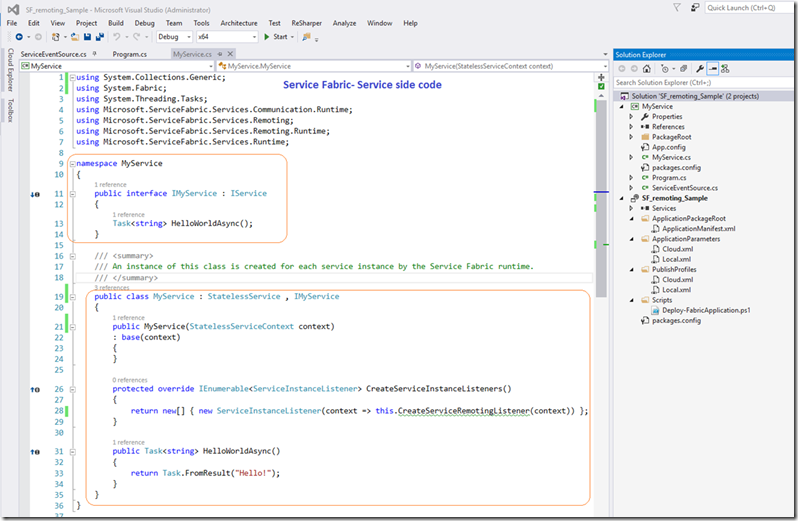 SF_remoting_Sample - Microsoft Visual Studio (Administrator)
Quick Launch (Ctrl+Q)
File Edit View Project Build Debug Team Tools Architecture Test ReSharper Analyze Window Help
Debug x64 Start
ServiceEventSource.cs Program.cs MyService.cs
MyService MyService.MyService MyService(StatelessServiceContext context)
Cloud Explorer
Toolbox
Service Fabric- Service side code
1 using System.Collections.Generic;
2 using System.Fabric;
3 using System.Threading.Tasks;
4 using Microsoft.ServiceFabric.Services.Communication.Runtime;
5 using Microsoft.ServiceFabric.Services.Remoting;
6 using Microsoft.ServiceFabric.Services.Remoting.Runtime;
7 using Microsoft.ServiceFabric.Services.Runtime;
8
9 namespace MyService
10 {
1 reference
11 public interface IMyService : IService
12 {
1 reference
13 Task<string> HelloWorldAsync();
14 }
15
16 /// <summary>
17 /// An instance of this class is created for each service instance by the Service Fabric runtime.
18 /// </summary>
3 references
19 public class MyService : StatelessService , IMyService
20 {
1 reference
21 public MyService(StatelessServiceContext context)
22 : base(context)
23 {
24 }
25
0 references
26 protected override IEnumerable<ServiceInstanceListener> CreateServiceInstanceListeners()
27 {
28 return new[] { new ServiceInstanceListener(context => this.CreateServiceRemotingListener(context)) };
29 }
30
1 reference
31 public Task<string> HelloWorldAsync()
32 {
33 return Task.FromResult("Hello!");
34 }
35 }
36 }
37
Solution Explorer
Search Solution Explorer (Ctrl+;)
Solution 'SF_remoting_Sample' (2 projects)
MyService
Properties
References
PackageRoot
App.config
MyService.cs
packages.config
Program.cs
ServiceEventSource.cs
SF_remoting_Sample
Services
ApplicationPackageRoot
ApplicationManifest.xml
ApplicationParameters
Cloud.xml
Local.xml
PublishProfiles
Cloud.xml
Local.xml
Scripts
Deploy-FabricApplication.ps1
packages.config